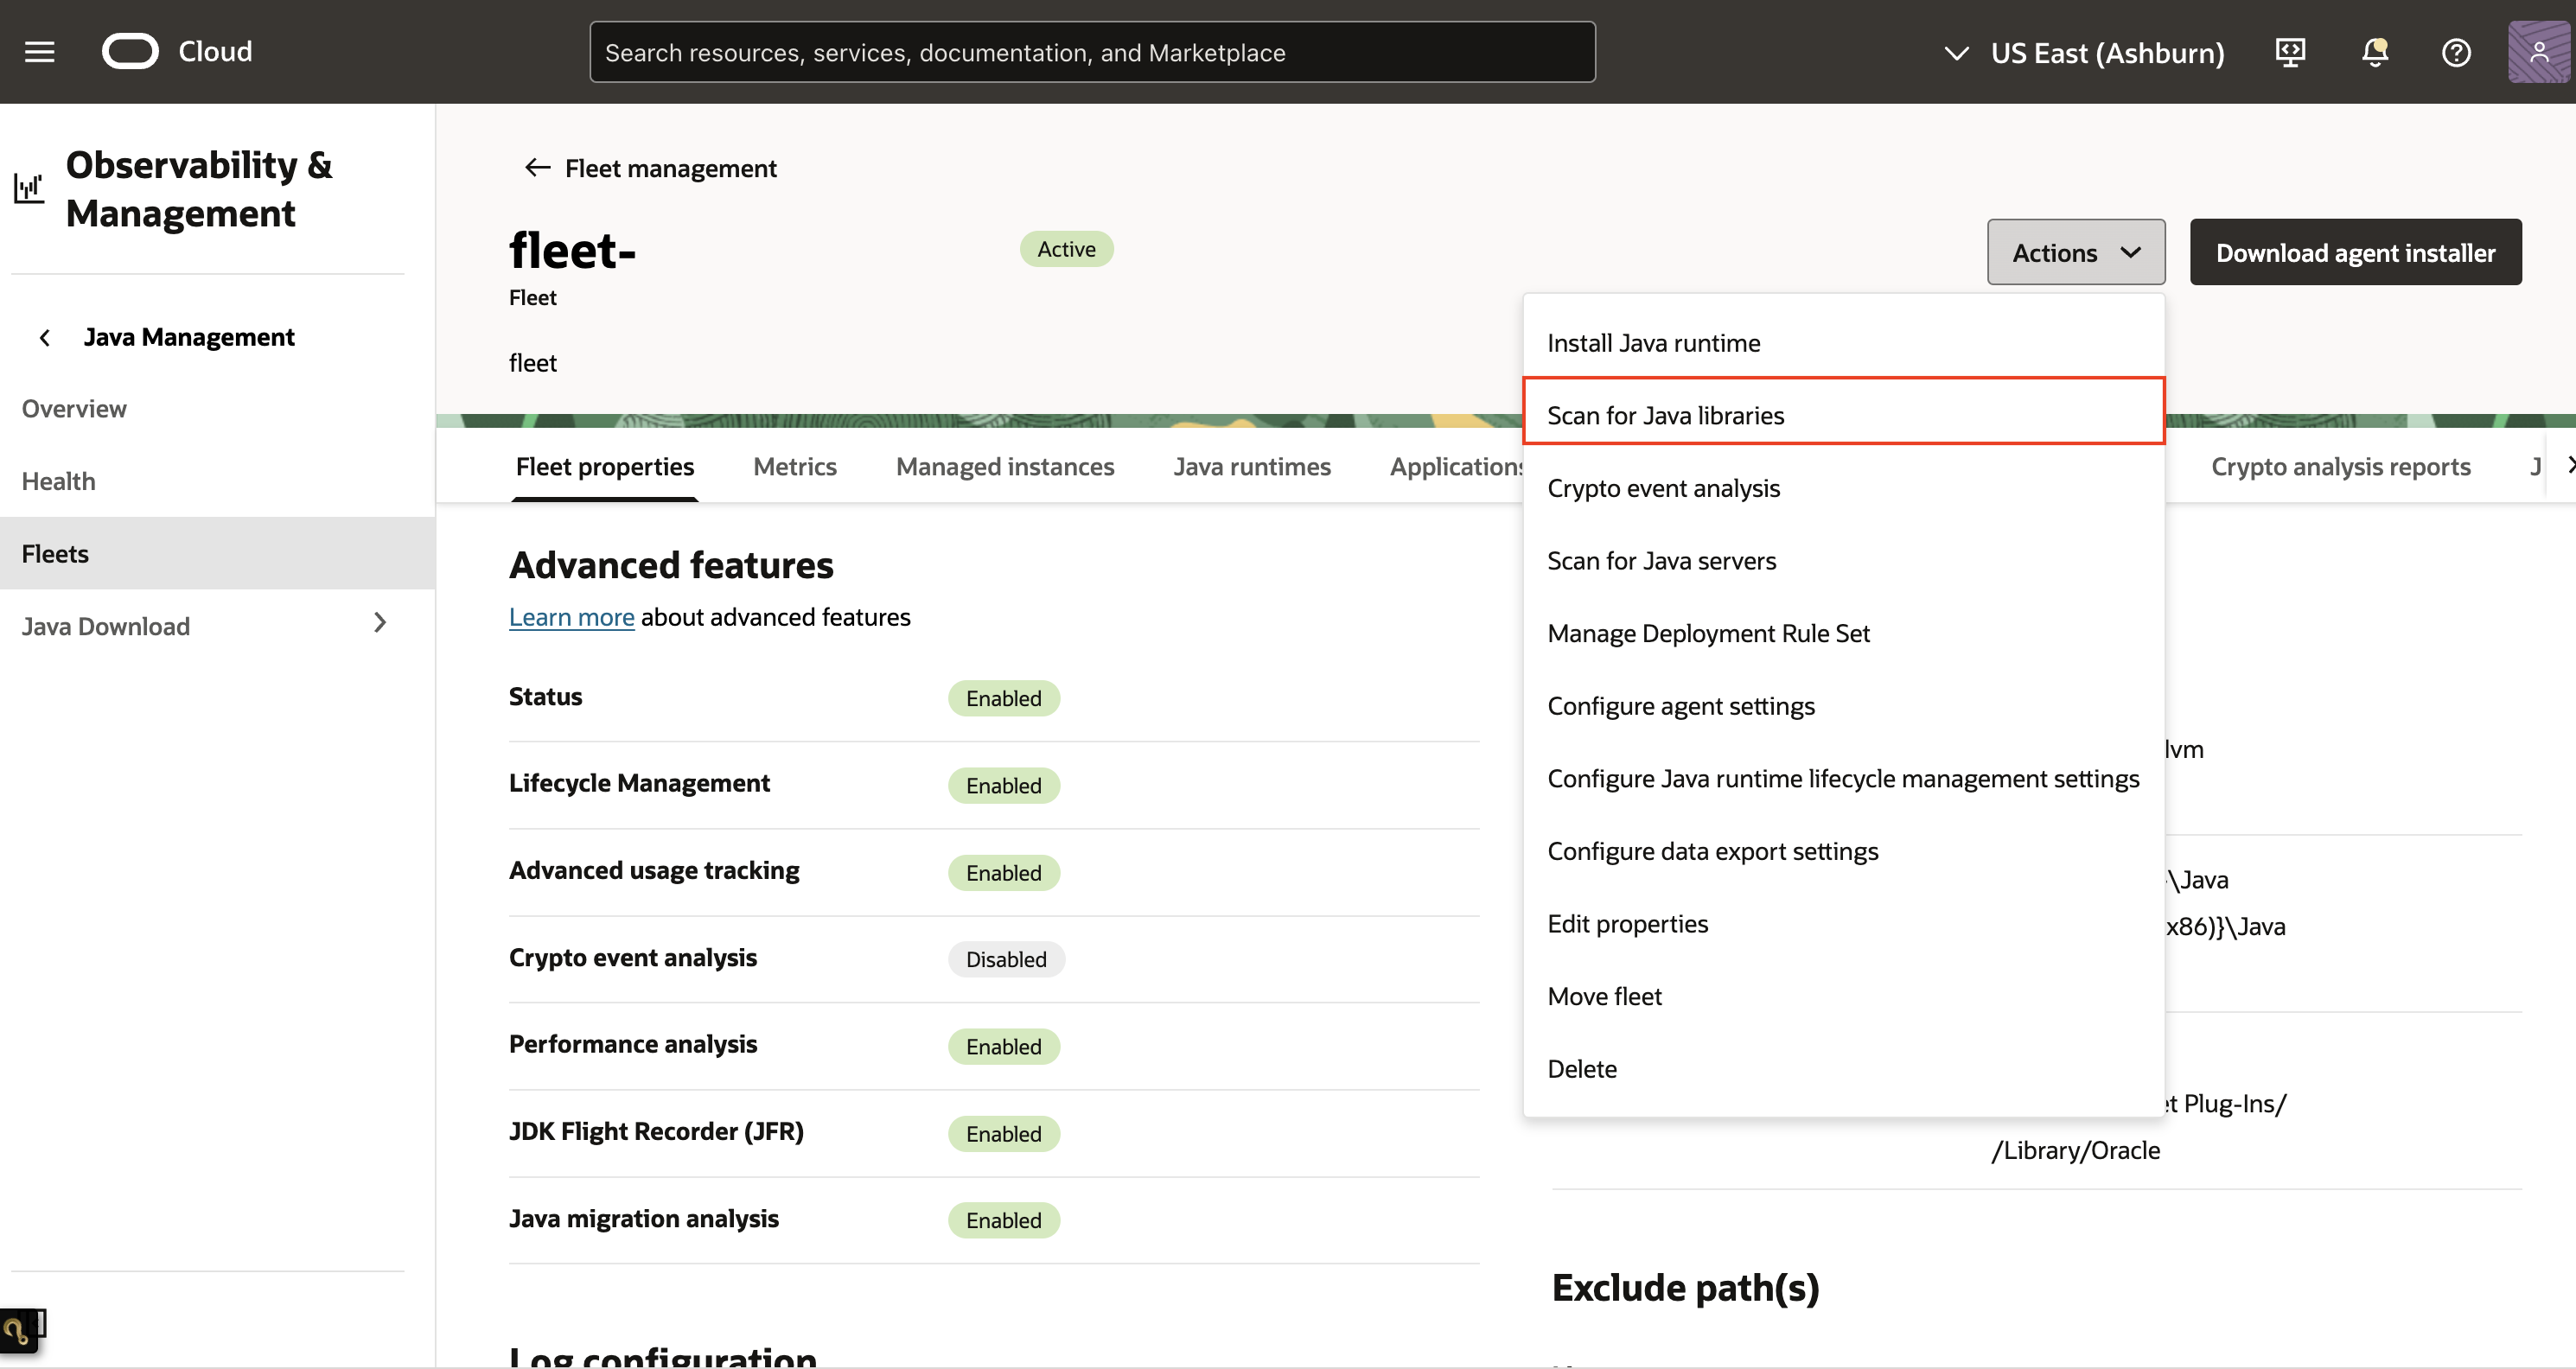 Cloud
Search resources, services, documentation, and Marketplace
US East (Ashburn)
Observability &
Management
Java Management
Overview
Health
Fleets
Java Download
Fleet management
fleet-
Active
Fleet
fleet
Actions
Download agent installer
Install Java runtime
Scan for Java libraries
Crypto event analysis
Scan for Java servers
Manage Deployment Rule Set
Configure agent settings
Configure Java runtime lifecycle management settings
Configure data export settings
Edit properties
Move fleet
Delete
Fleet properties
Metrics
Managed instances
Java runtimes
Applications
Crypto analysis reports
J
Advanced features
Learn more about advanced features
Status Enabled
Lifecycle Management Enabled
Advanced usage tracking Enabled
Crypto event analysis Disabled
Performance analysis Enabled
JDK Flight Recorder (JFR) Enabled
Java migration analysis Enabled
Log configuration
lvm
\Java
x86)}\Java
et Plug-Ins/
/Library/Oracle
Exclude path(s)